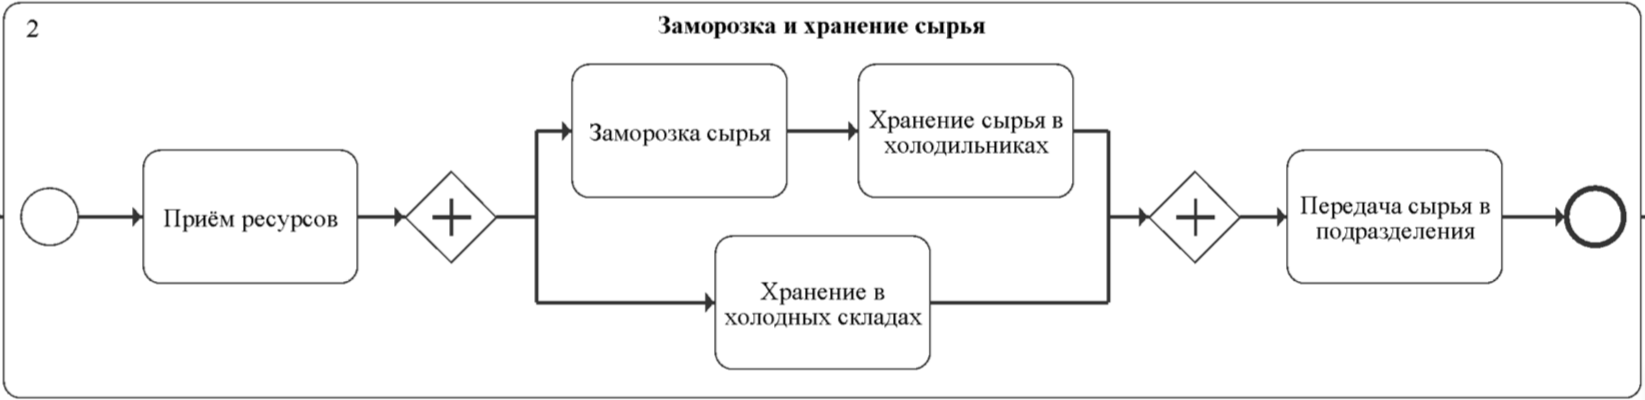 2
Заморозка и хранение сырья
Приём ресурсов
Заморозка сырья
Хранение сырья в
холодильниках
Хранение в
холодных складах
Передача сырья в
подразделения